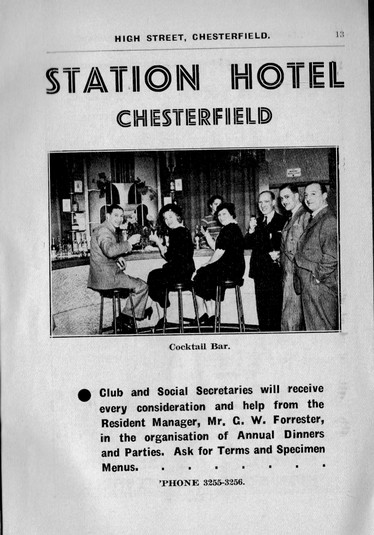 HIGH STREET, CHESTERFIELD. 13
STATION HOTEL
CHESTERFIELD
Cocktail Bar.
● Club and Social Secretaries will receive
every consideration and help from the
Resident Manager, Mr. G. W. Forrester,
in the organisation of Annual Dinners
and Parties. Ask for Terms and Specimen
Menus. . . . . . . .
'PHONE 3255-3256.